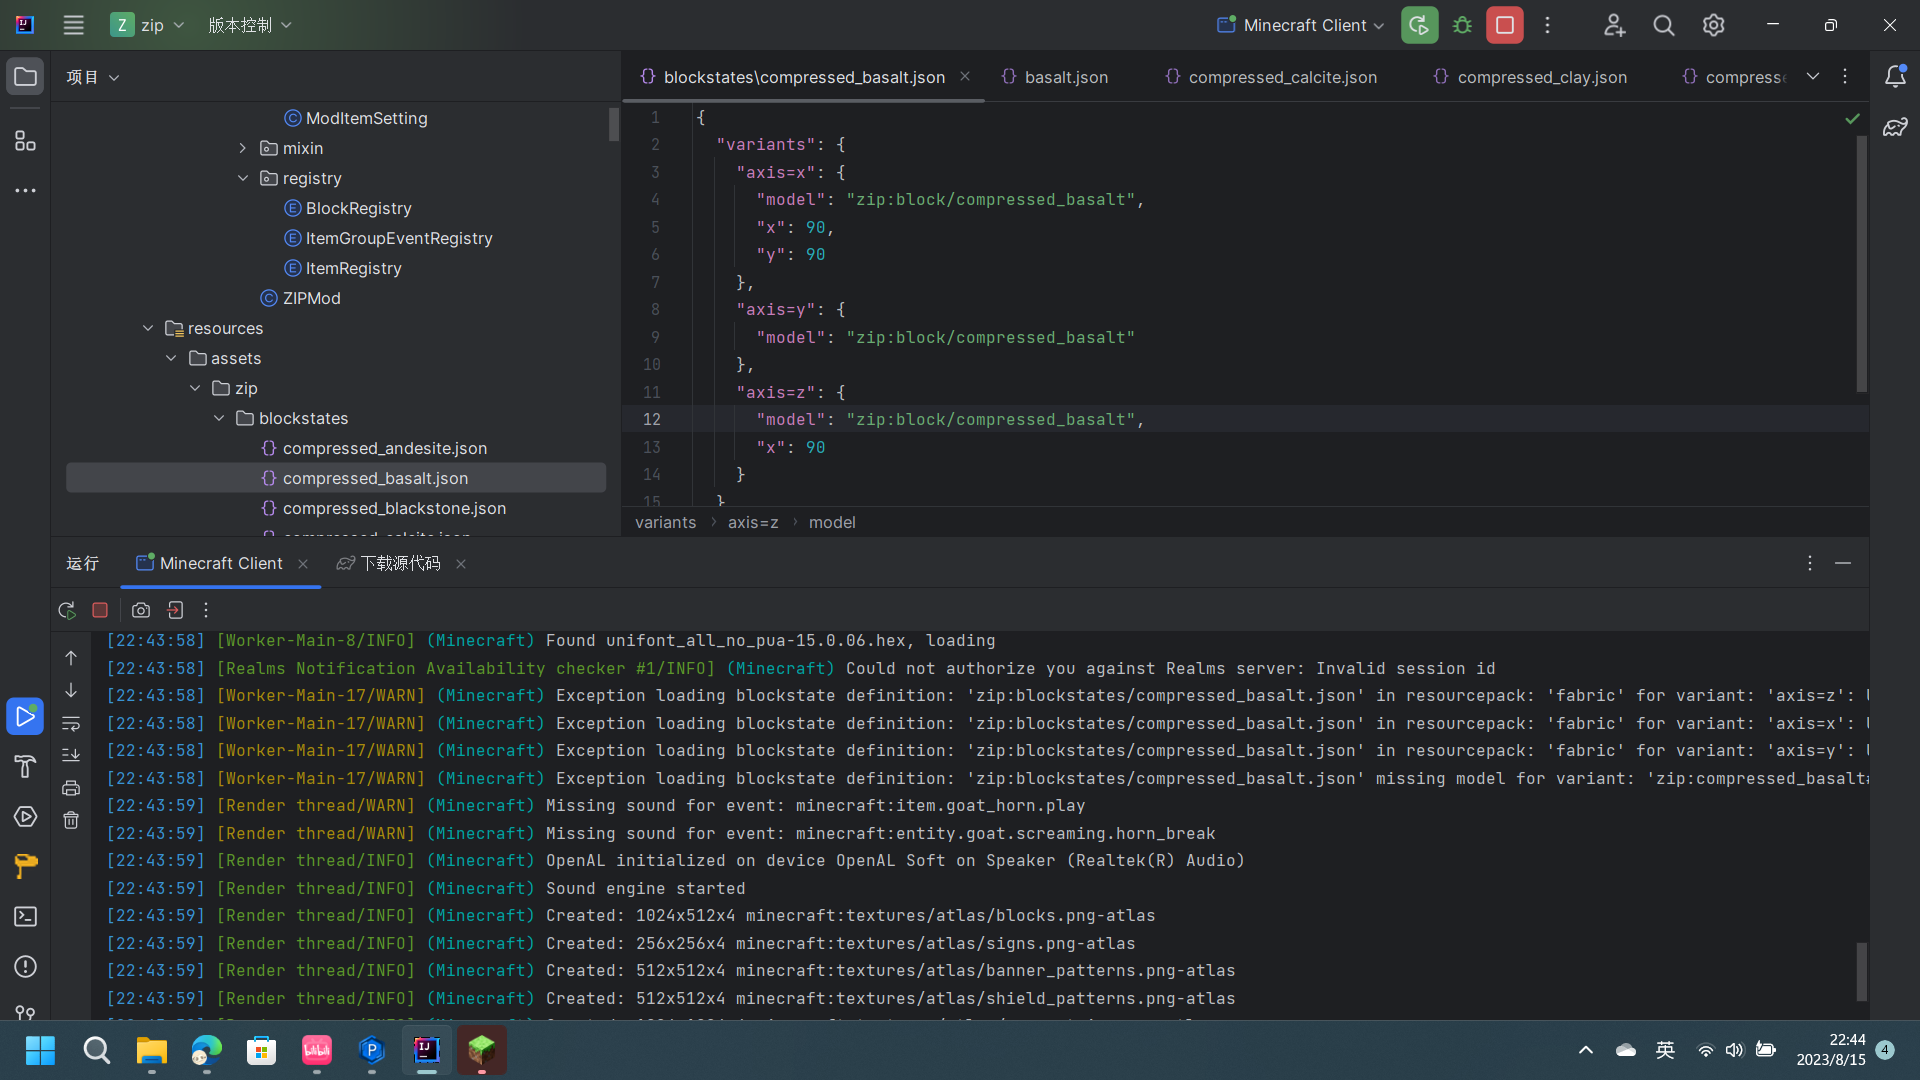 Z zip 版本控制 Minecraft Client
项目
ModItemSetting
mixin
registry
BlockRegistry
ItemGroupEventRegistry
ItemRegistry
ZIPMod
resources
assets
zip
blockstates
compressed_andesite.json
compressed_basalt.json
compressed_blackstone.json
compressed_calcite.json
blockstates\compressed_basalt.json basalt.json compressed_calcite.json compressed_clay.json compresse
1 {
2 "variants": {
3 "axis=x": {
4 "model": "zip:block/compressed_basalt",
5 "x": 90,
6 "y": 90
7 },
8 "axis=y": {
9 "model": "zip:block/compressed_basalt"
10 },
11 "axis=z": {
12 "model": "zip:block/compressed_basalt",
13 "x": 90
14 }
15 }
variants axis=z model
运行 Minecraft Client 下载源代码
[22:43:58] [Worker-Main-8/INFO] (Minecraft) Found unifont_all_no_pua-15.0.06.hex, loading
[22:43:58] [Realms Notification Availability checker #1/INFO] (Minecraft) Could not authorize you against Realms server: Invalid session id
[22:43:58] [Worker-Main-17/WARN] (Minecraft) Exception loading blockstate definition: 'zip:blockstates/compressed_basalt.json' in resourcepack: 'fabric' for variant: 'axis=z':
[22:43:58] [Worker-Main-17/WARN] (Minecraft) Exception loading blockstate definition: 'zip:blockstates/compressed_basalt.json' in resourcepack: 'fabric' for variant: 'axis=x':
[22:43:58] [Worker-Main-17/WARN] (Minecraft) Exception loading blockstate definition: 'zip:blockstates/compressed_basalt.json' in resourcepack: 'fabric' for variant: 'axis=y':
[22:43:58] [Worker-Main-17/WARN] (Minecraft) Exception loading blockstate definition: 'zip:blockstates/compressed_basalt.json' missing model for variant: 'zip:compressed_basalt#
[22:43:59] [Render thread/WARN] (Minecraft) Missing sound for event: minecraft:item.goat_horn.play
[22:43:59] [Render thread/WARN] (Minecraft) Missing sound for event: minecraft:entity.goat.screaming.horn_break
[22:43:59] [Render thread/INFO] (Minecraft) OpenAL initialized on device OpenAL Soft on Speaker (Realtek(R) Audio)
[22:43:59] [Render thread/INFO] (Minecraft) Sound engine started
[22:43:59] [Render thread/INFO] (Minecraft) Created: 1024x512x4 minecraft:textures/atlas/blocks.png-atlas
[22:43:59] [Render thread/INFO] (Minecraft) Created: 256x256x4 minecraft:textures/atlas/signs.png-atlas
[22:43:59] [Render thread/INFO] (Minecraft) Created: 512x512x4 minecraft:textures/atlas/banner_patterns.png-atlas
[22:43:59] [Render thread/INFO] (Minecraft) Created: 512x512x4 minecraft:textures/atlas/shield_patterns.png-atlas
英 22:44
2023/8/15 4